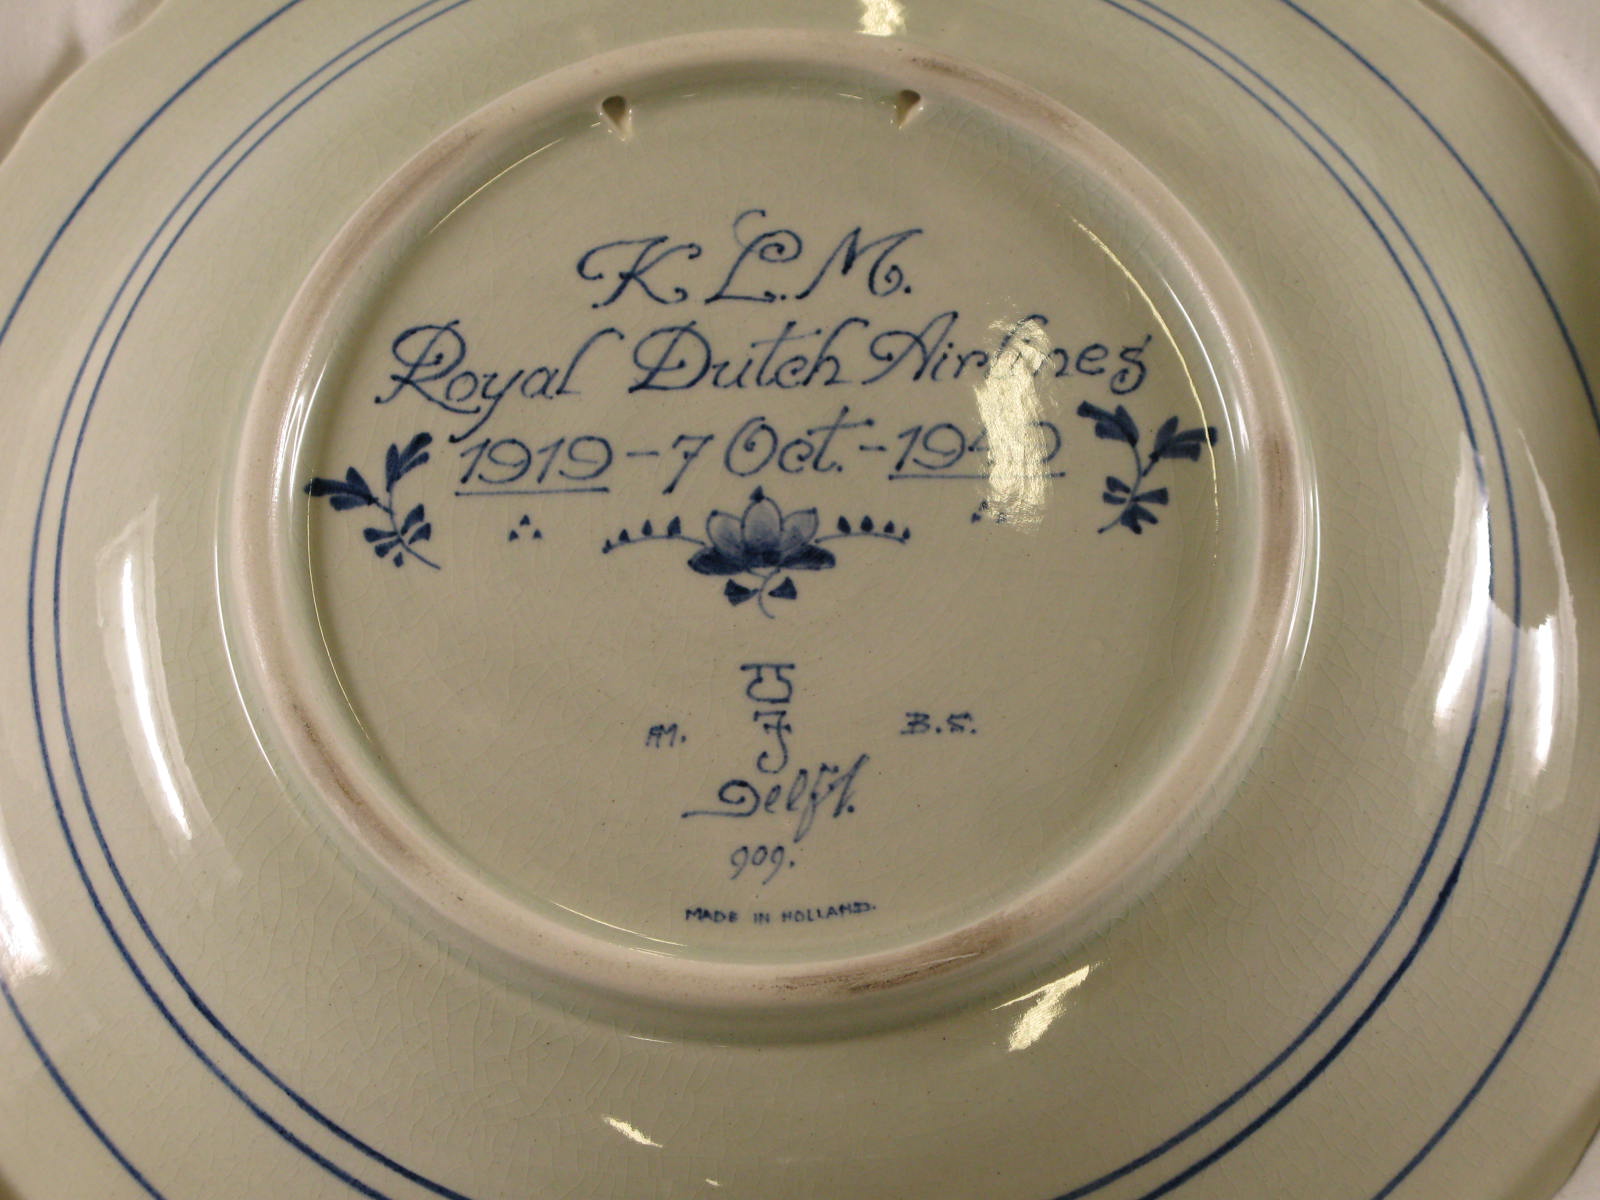 K.L.M.
Royal Dutch Airlines
1919 - 7 Oct. -
F
M. B.S.
Delft.
909.
MADE IN HOLLAND.